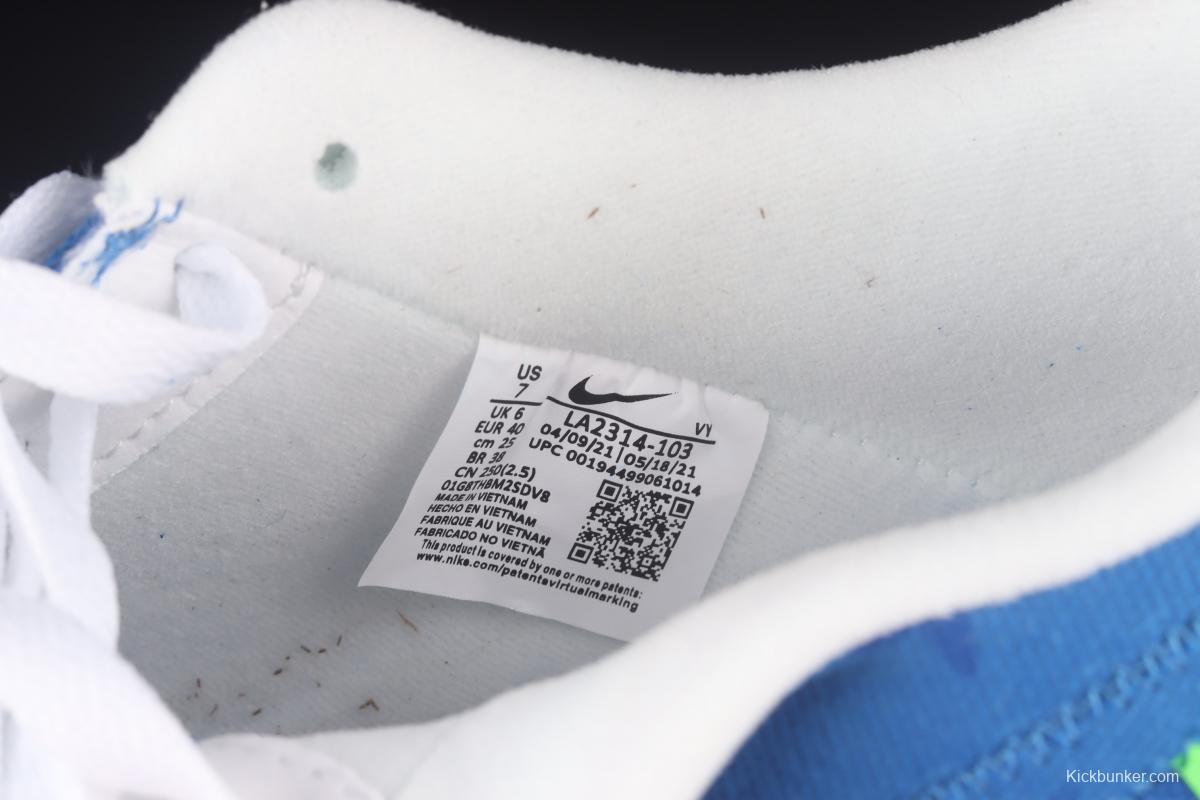 US
7
UK 6
EUR 40
cm 25
BR 38
CN 250(2.5)
01GBTHBM2SDV8
MADE IN VIETNAM
HECHO EN VIETNAM
FABRIQUE AU VIETNAM
FABRICADO NO VIETNÃ
This product is covered by one or more patents:
www.nike.com/patentsvirtualmarking
VY
LA2314-103
04/09/21|05/18/21
UPC 00194499061014
Kickbunker.com